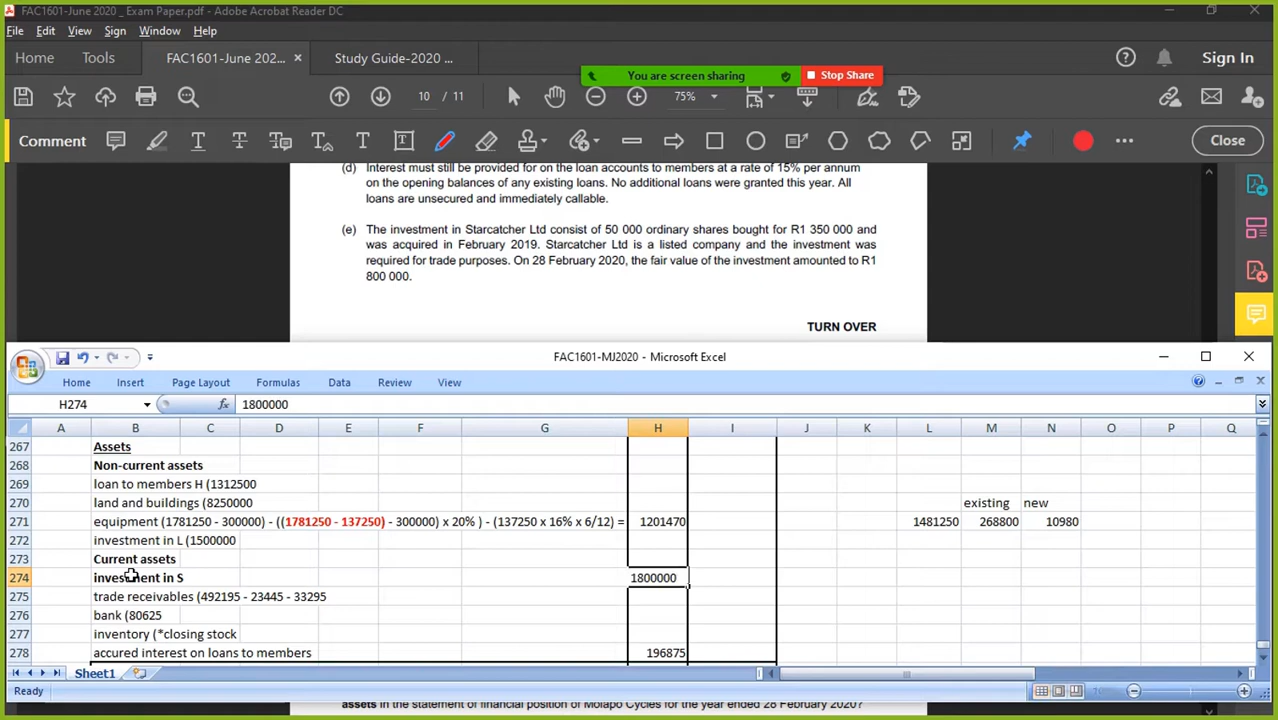 FAC1601-June 2020 _ Exam Paper.pdf - Adobe Acrobat Reader DC
File Edit View Sign Window Help
Home Tools FAC1601-June 202... × Study Guide-2020 ... Sign In
You are screen sharing Stop Share
10 / 11 75%
Comment Close
(d) Interest must still be provided for on the loan accounts to members at a rate of 15% per annum
on the opening balances of any existing loans. No additional loans were granted this year. All
loans are unsecured and immediately callable.
(e) The investment in Starcatcher Ltd consist of 50 000 ordinary shares bought for R1 350 000 and
was acquired in February 2019. Starcatcher Ltd is a listed company and the investment was
required for trade purposes. On 28 February 2020, the fair value of the investment amounted to R1
800 000.
TURN OVER
FAC1601-MJ2020 - Microsoft Excel
Home Insert Page Layout Formulas Data Review View
H274 fx 1800000
A B C D E F G H I J K L M N O P Q
267 Assets
268 Non-current assets
269 loan to members H (1312500
270 land and buildings (8250000 existing new
271 equipment (1781250 - 300000) - ((1781250 - 137250) - 300000) x 20% ) - (137250 x 16% x 6/12) = 1201470 1481250 268800 10980
272 investment in L (1500000
273 Current assets
274 investment in S 1800000
275 trade receivables (492195 - 23445 - 33295
276 bank (80625
277 inventory (*closing stock
278 accured interest on loans to members 196875
Sheet1
Ready
assets in the statement of financial position of Molapo Cycles for the year ended 28 February 2020?